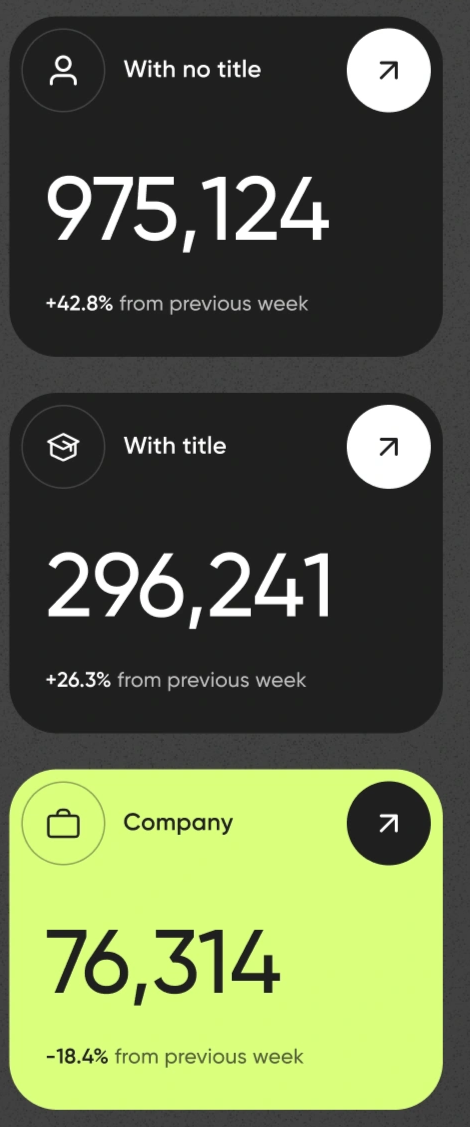 With no title
975,124
+42.8% from previous week
With title
296,241
+26.3% from previous week
Company
76,314
-18.4% from previous week